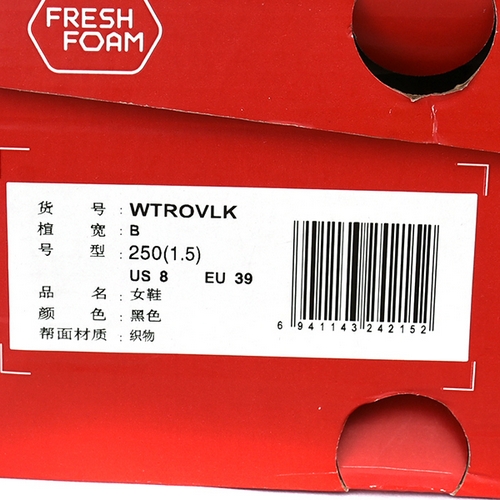 FRESH
FOAM
货 号 : WTROVLK
楦 宽 : B
号 型 : 250(1.5)
US 8 EU 39
品 名 : 女鞋
颜 色 : 黑色
帮面材质 : 织物
6 941143 242152